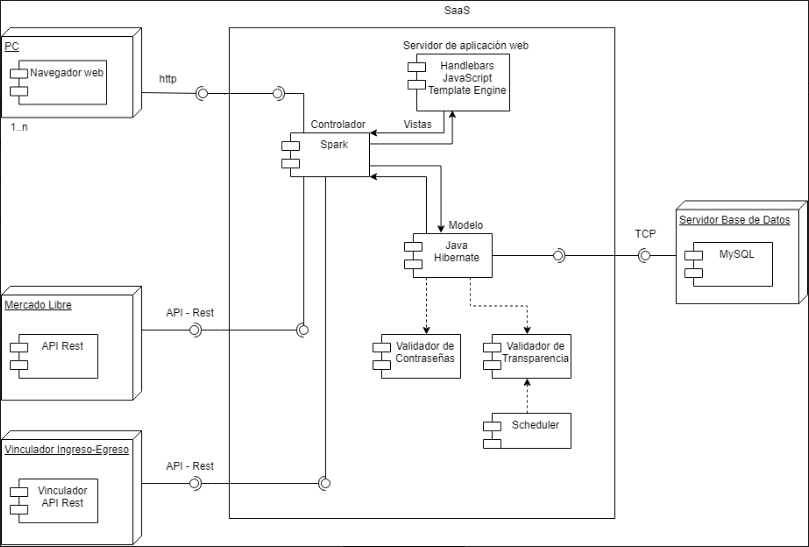 SaaS
PC
Navegador web
1..n
http
Servidor de aplicación web
Handlebars
JavaScript
Template Engine
Controlador
Vistas
Spark
Modelo
Java
Hibernate
TCP
Servidor Base de Datos
MySQL
Mercado Libre
API Rest
API - Rest
Validador de
Contraseñas
Validador de
Transparencia
Scheduler
Vinculador Ingreso-Egreso
Vinculador
API Rest
API - Rest